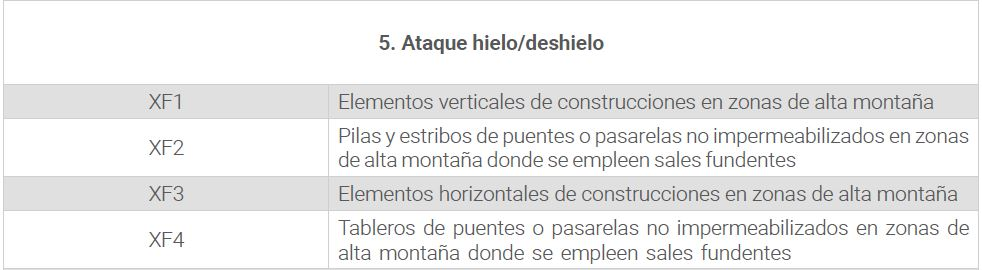 5. Ataque hielo/deshielo
XF1
Elementos verticales de construcciones en zonas de alta montaña
XF2
Pilas y estribos de puentes o pasarelas no impermeabilizados en zonas
de alta montaña donde se empleen sales fundentes
XF3
Elementos horizontales de construcciones en zonas de alta montaña
XF4
Tableros de puentes o pasarelas no impermeabilizados en zonas de
alta montaña donde se empleen sales fundentes